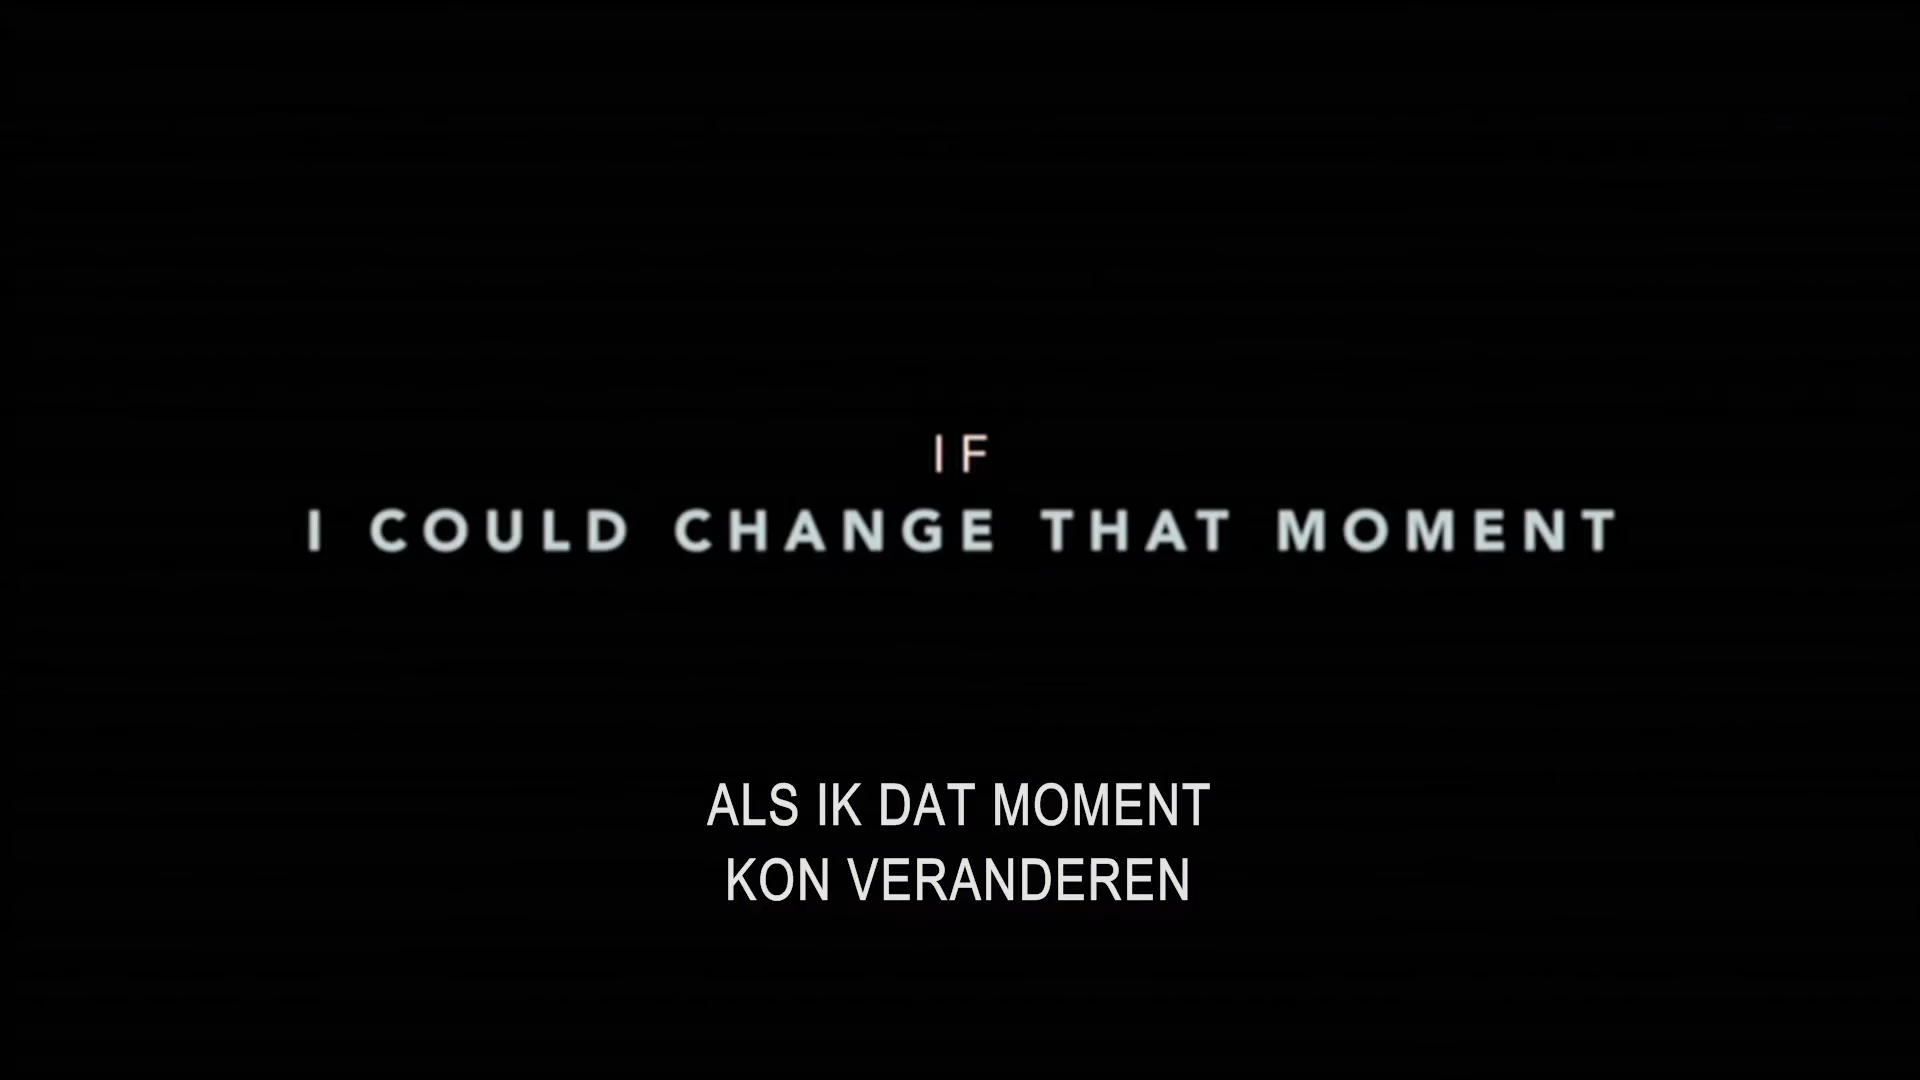 IF
I COULD CHANGE THAT MOMENT
ALS IK DAT MOMENT
KON VERANDEREN